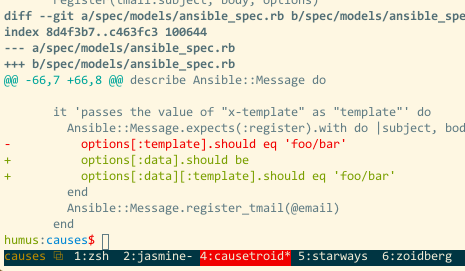 register(tmail.subject, body, options)
diff --git a/spec/models/ansible_spec.rb b/spec/models/ansible_spe
index 8d4f3b7..c463fc3 100644
--- a/spec/models/ansible_spec.rb
+++ b/spec/models/ansible_spec.rb
@@ -66,7 +66,8 @@ describe Ansible::Message do
it 'passes the value of "x-template" as "template"' do
Ansible::Message.expects(:register).with do |subject, bod
- options[:template].should eq 'foo/bar'
+ options[:data].should be
+ options[:data][:template].should eq 'foo/bar'
end
Ansible::Message.register_tmail(@email)
end
humus:causes$
causes 1:zsh 2:jasmine- 4:causetroid* 5:starways 6:zoidberg